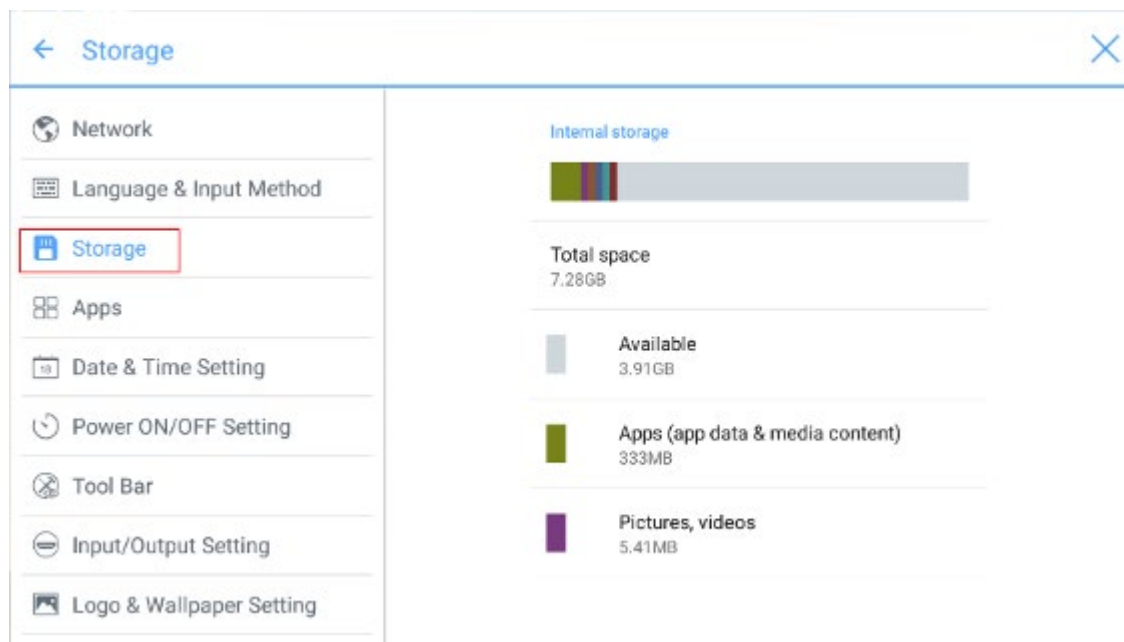 Storage
Network
Language & Input Method
Storage
Apps
Date & Time Setting
18
Power ON/OFF Setting
Tool Bar
Input/Output Setting
Logo & Wallpaper Setting
Internal storage
Total space
7.28GB
Available
3.91GB
Apps (app data & media content)
333MB
Pictures, videos
5.41MB